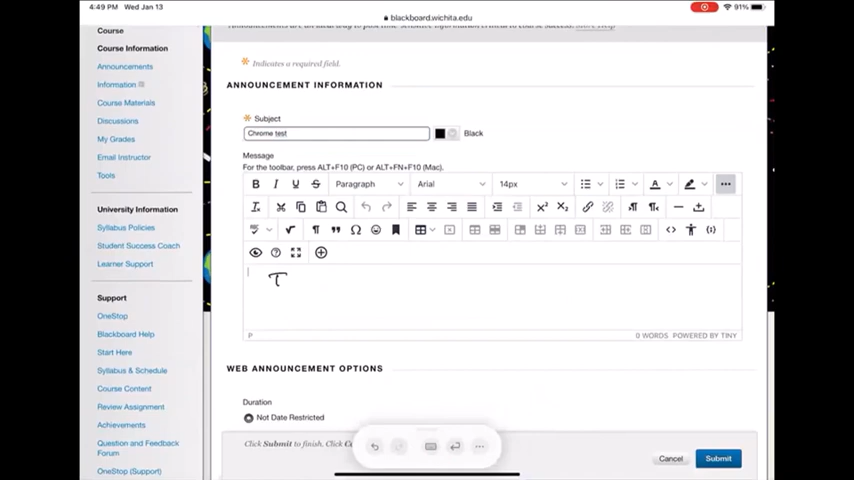 4:49 PM Wed Jan 13
91%
blackboard.wichita.edu
Course
Course Information
Announcements
Information
Course Materials
Discussions
My Grades
Email Instructor
Tools
University Information
Syllabus Policies
Student Success Coach
Learner Support
Support
OneStop
Blackboard Help
Start Here
Syllabus & Schedule
Course Content
Review Assignment
Achievements
Question and Feedback
Forum
OneStop (Support)
* Indicates a required field.
ANNOUNCEMENT INFORMATION
* Subject
Chrome test
Black
Message
For the toolbar, press ALT+F10 (PC) or ALT+FN+F10 (Mac).
B I U S Paragraph Arial 14px
T
P
0 WORDS POWERED BY TINY
WEB ANNOUNCEMENT OPTIONS
Duration
Not Date Restricted
Click Submit to finish. Click
Cancel
Submit